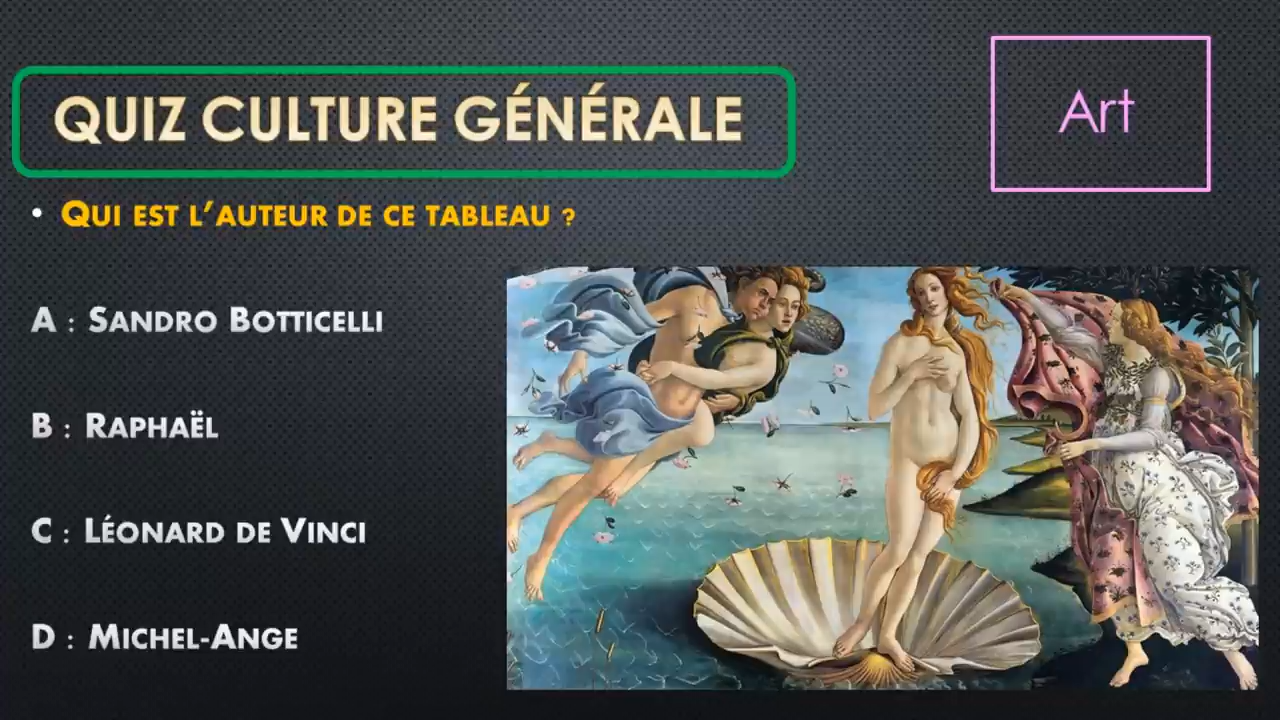 QUIZ CULTURE GÉNÉRALE
Art
• QUI EST L'AUTEUR DE CE TABLEAU ?
A : SANDRO BOTTICELLI
B : RAPHAËL
C : LÉONARD DE VINCI
D : MICHEL-ANGE